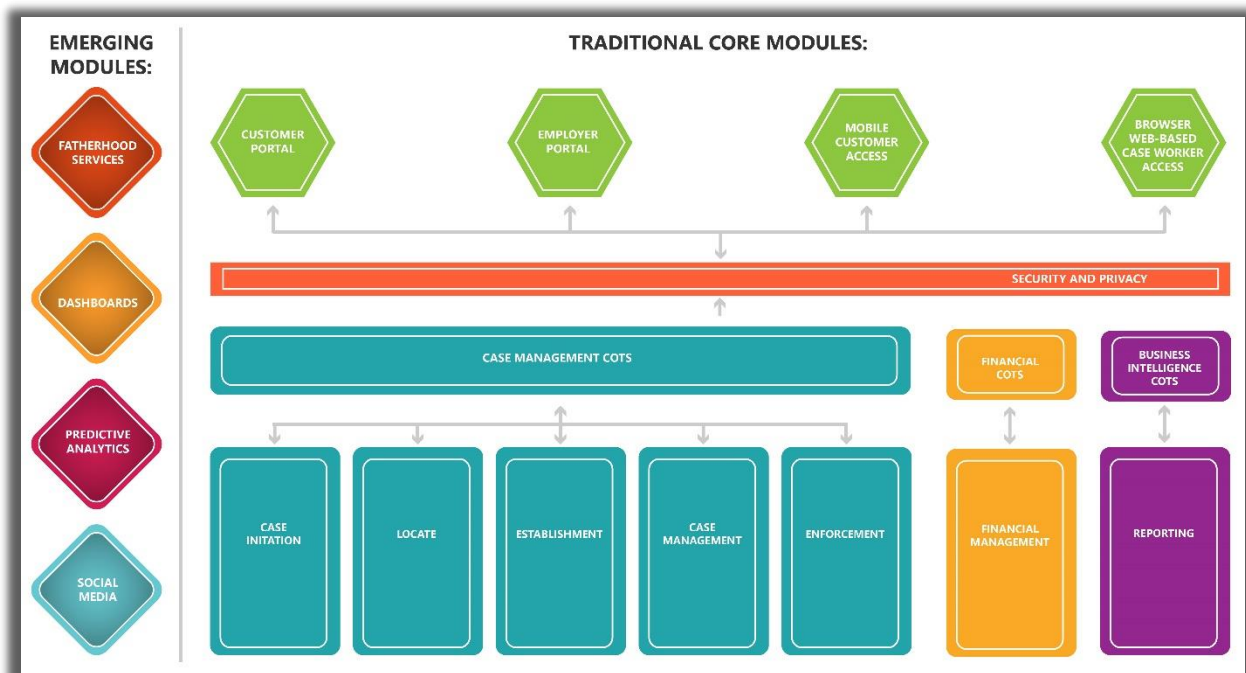 EMERGING
MODULES:
TRADITIONAL CORE MODULES:
FATHERHOOD
SERVICES
DASHBOARDS
PREDICTIVE
ANALYTICS
SOCIAL
MEDIA
CUSTOMER
PORTAL
EMPLOYER
PORTAL
MOBILE
CUSTOMER
ACCESS
BROWSER
WEB-BASED
CASE WORKER
ACCESS
SECURITY AND PRIVACY
CASE MANAGEMENT COTS
FINANCIAL
COTS
BUSINESS
INTELLIGENCE
COTS
CASE
INITATION
LOCATE
ESTABLISHMENT
CASE
MANAGEMENT
ENFORCEMENT
FINANCIAL
MANAGEMENT
REPORTING